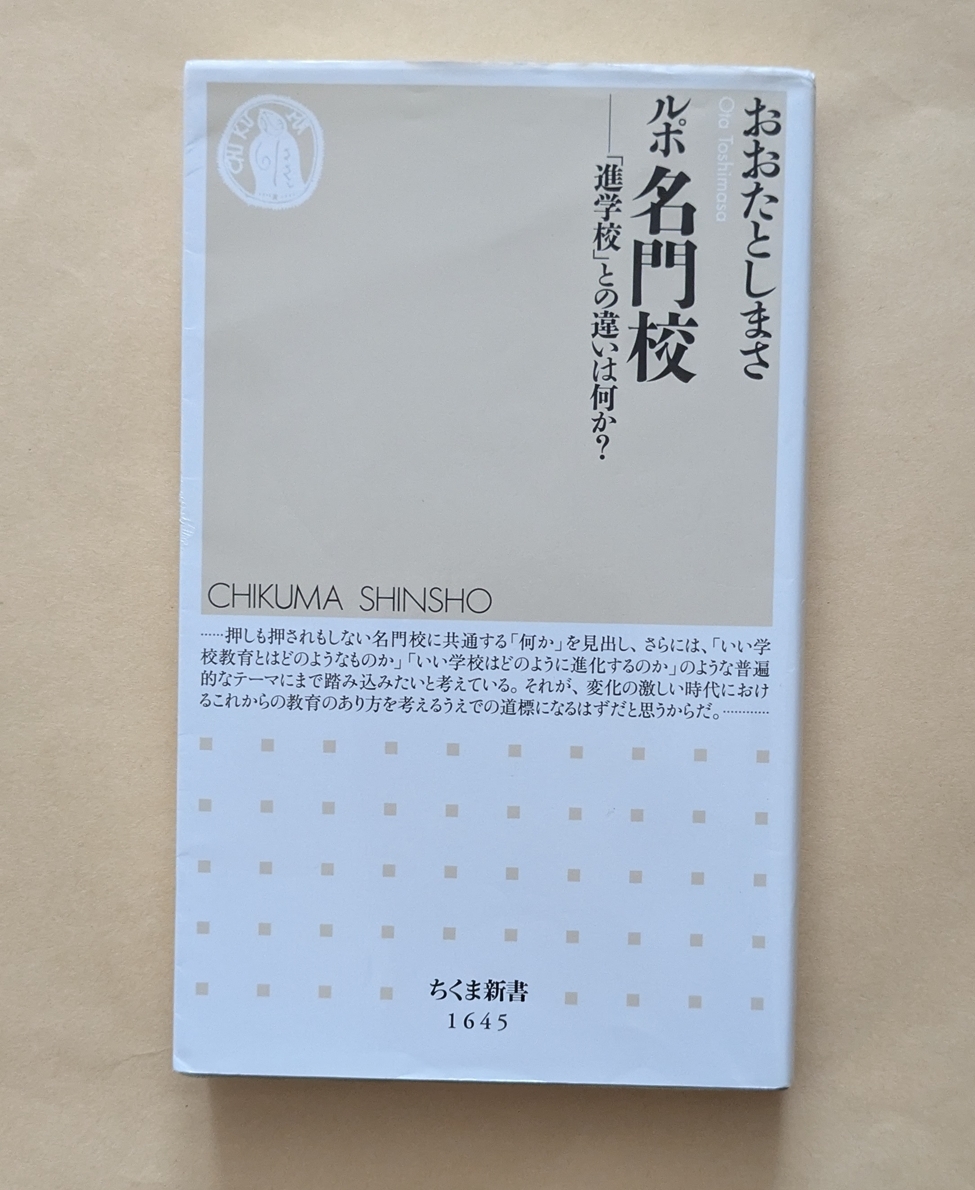 おおたとしまさ
Ota Toshimasa
ルポ 名門校
──「進学校」との違いは何か？
CHIKUMA
CHIKUMA SHINSHO
……押しも押されもしない名門校に共通する「何か」を見出し、さらには、「いい学
校教育とはどのようなものか」「いい学校はどのように進化するのか」のような普遍
的なテーマにまで踏み込みたいと考えている。それが、変化の激しい時代におけ
るこれからの教育のあり方を考えるうえでの道標になるはずだと思うからだ。…………
ちくま新書
1645